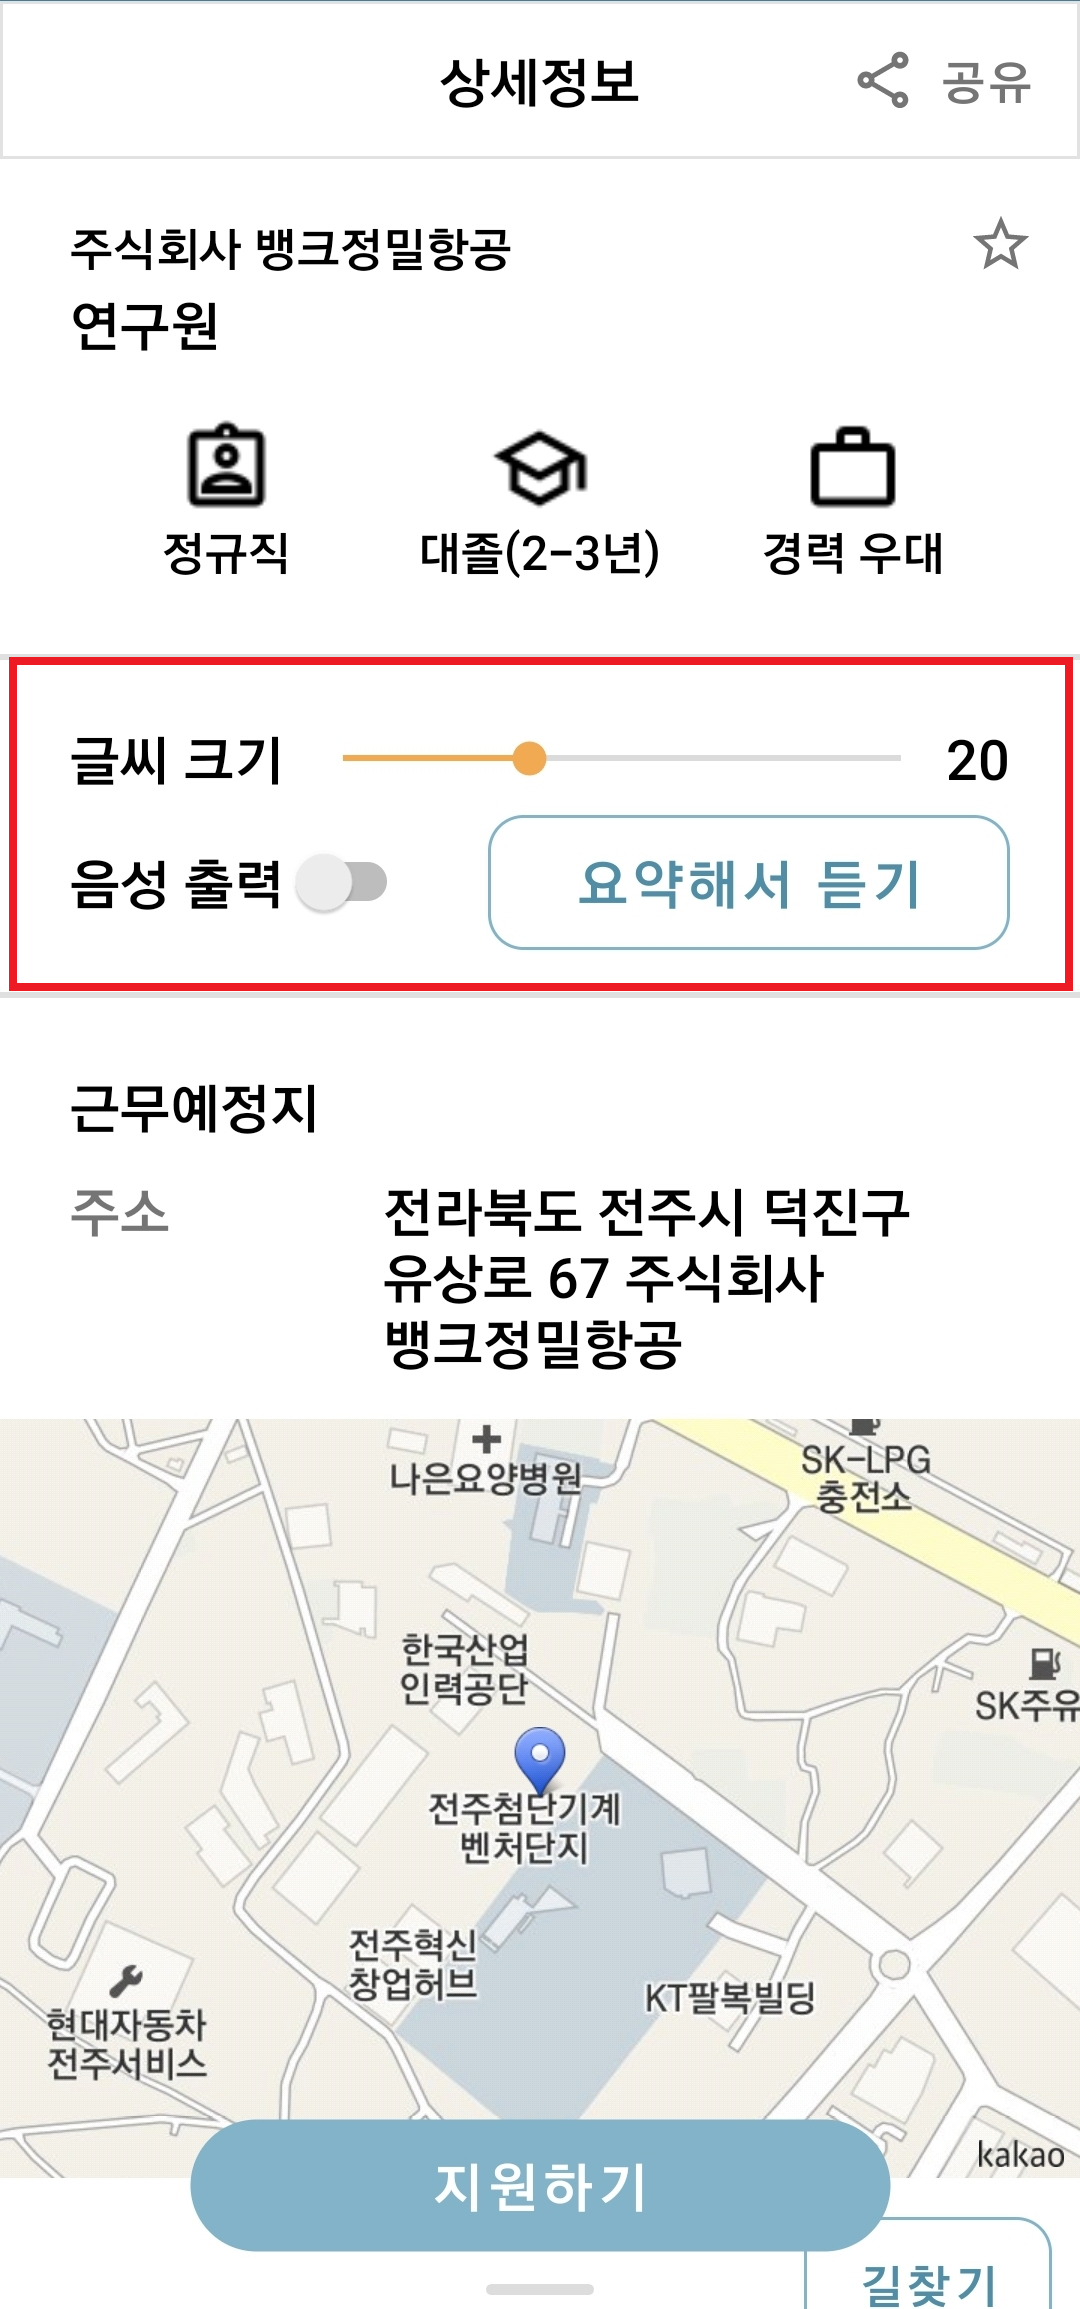 상세정보
공유
주식회사 뱅크정밀항공
연구원
정규직
대졸(2-3년)
경력 우대
글씨 크기
20
음성 출력
요약해서 듣기
근무예정지
주소
전라북도 전주시 덕진구
유상로 67 주식회사
뱅크정밀항공
나은요양병원
SK-LPG
충전소
한국산업
인력공단
SK주유
전주첨단기계
벤처단지
전주혁신
창업허브
KT팔복빌딩
현대자동차
전주서비스
kakao
지원하기
길찾기